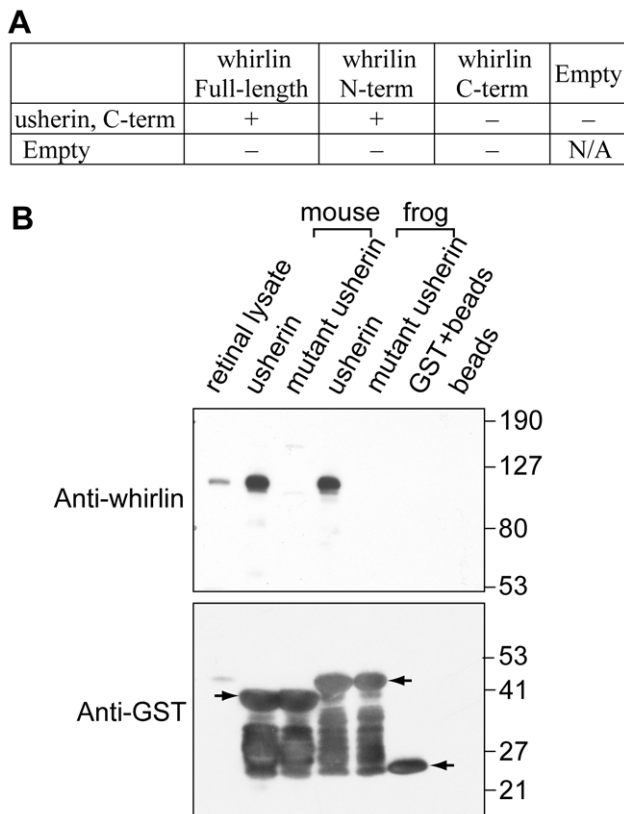 A
whirlin Full-length
whrilin N-term
whirlin C-term
Empty
usherin, C-term + + – –
Empty – – – N/A
B
mouse frog
retinal lysate
usherin
mutant usherin
usherin
mutant usherin
GST+beads
beads
190
127
Anti-whirlin
80
53
53
41
Anti-GST
27
21